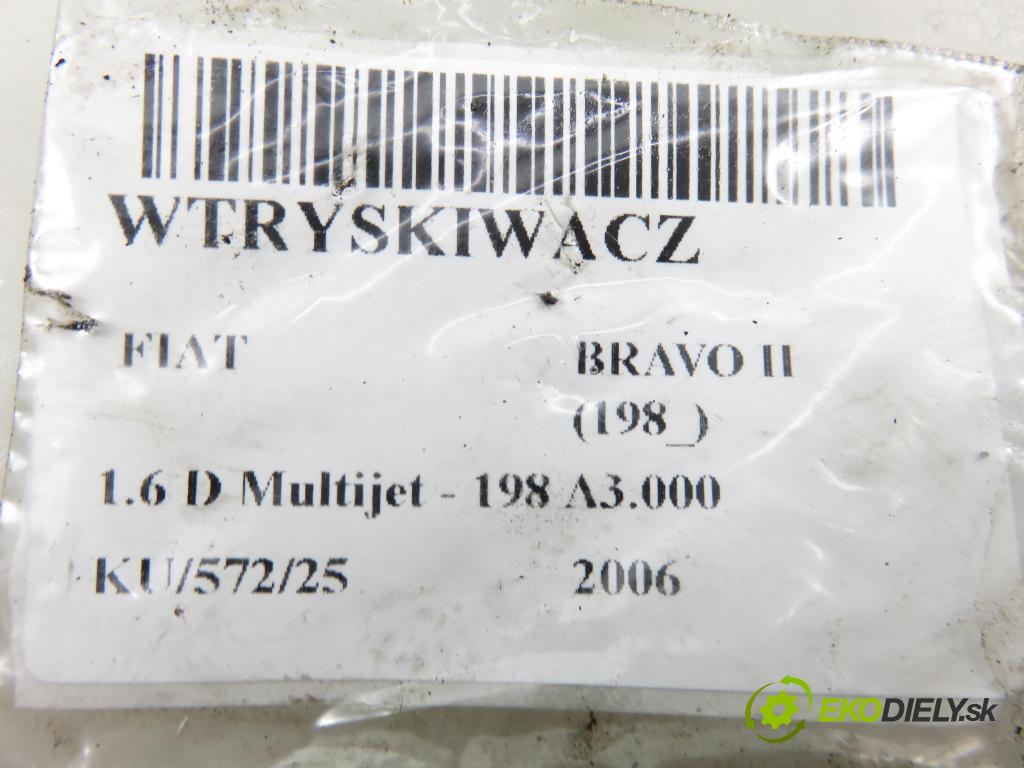 WTRYSKIWACZ
FIAT BRAVO II
(198_)
1.6 D Multijet - 198 A3.000
KU/572/25 2006
EKODIELY.sk